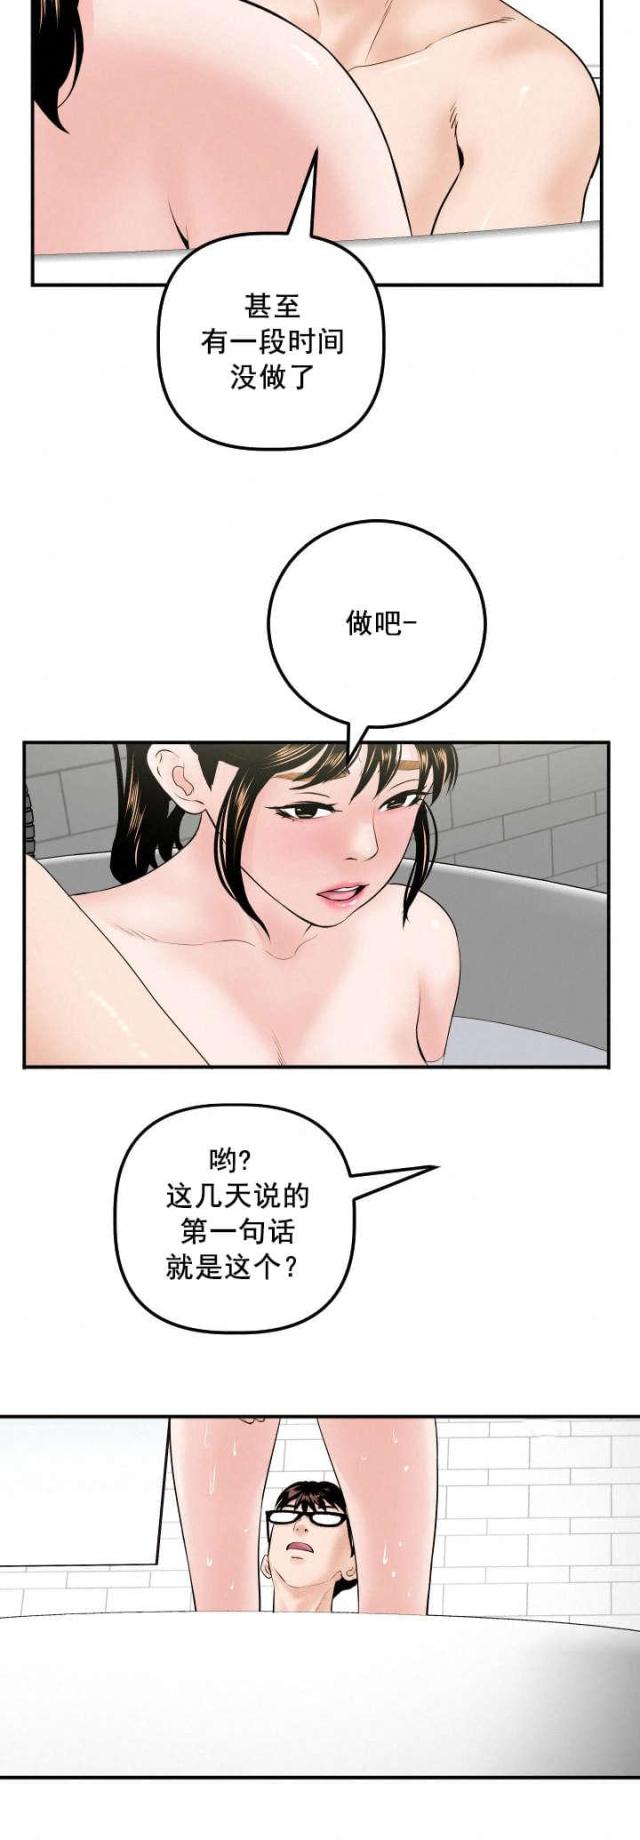 甚至
有一段时间
没做了
做吧-
哟?
这几天说的
第一句话
就是这个?